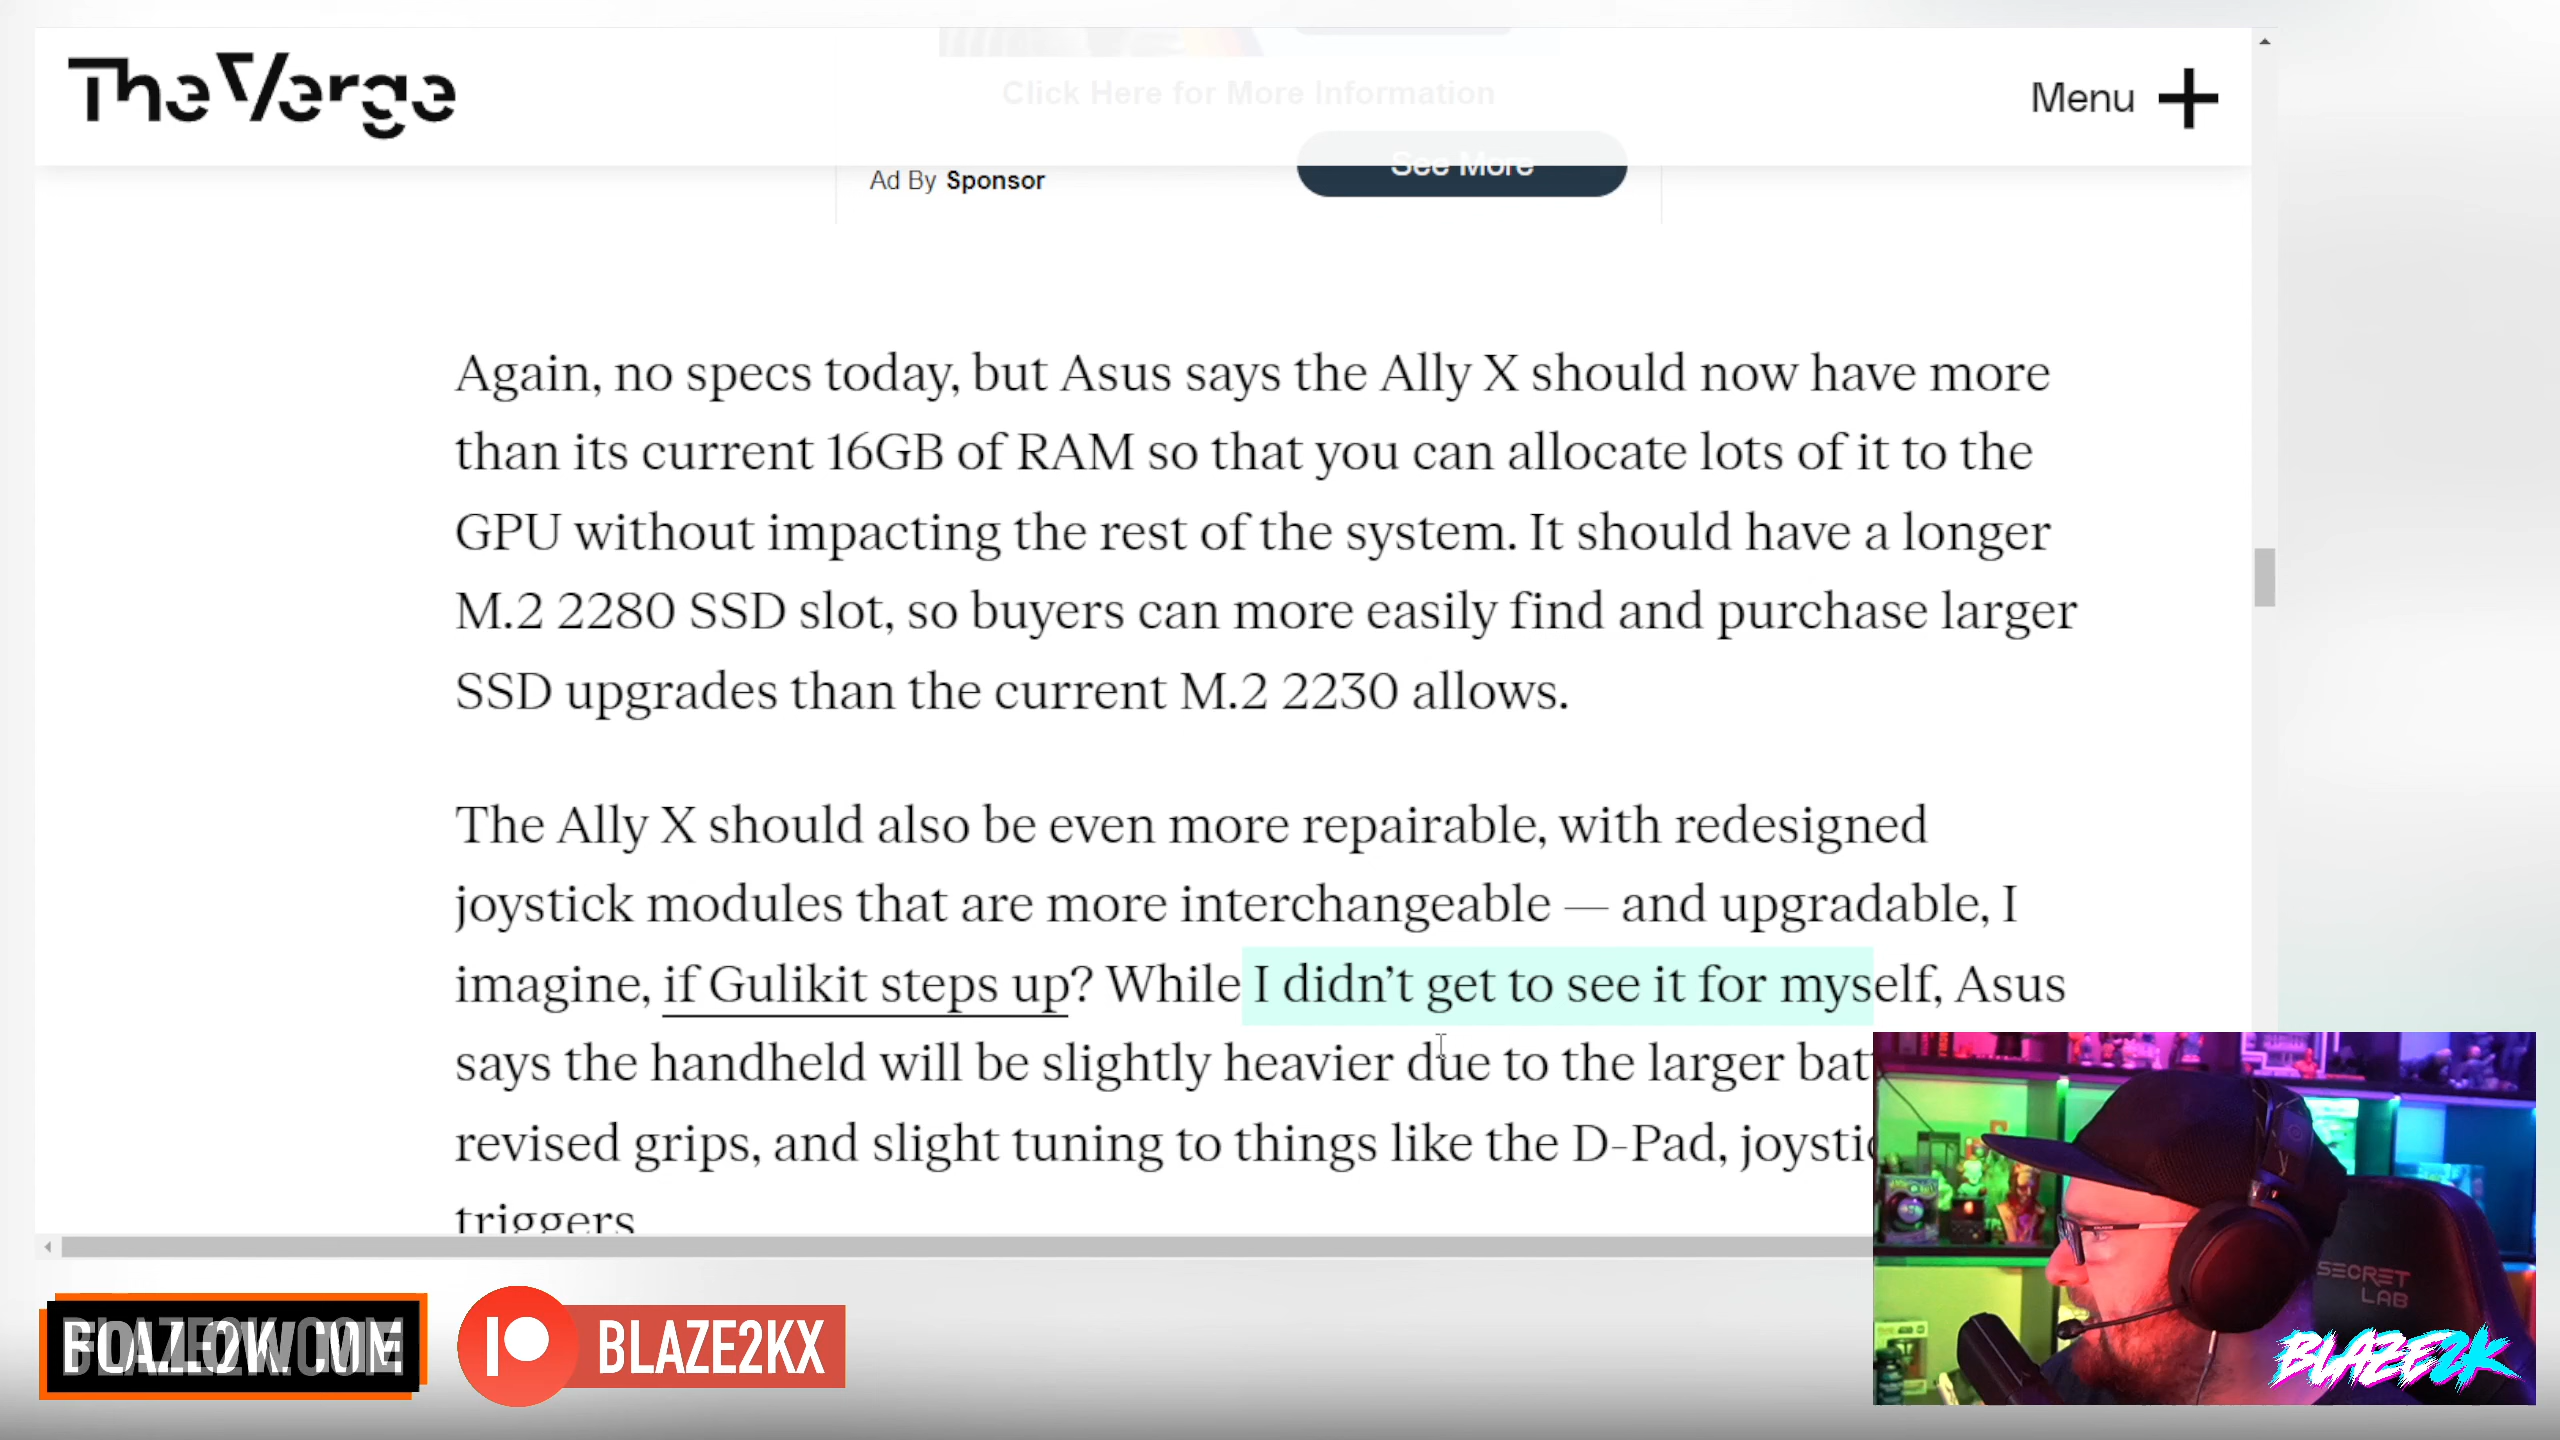 The Verge
Click Here for More Information
Menu
See More
Ad By Sponsor
Again, no specs today, but Asus says the Ally X should now have more
than its current 16GB of RAM so that you can allocate lots of it to the
GPU without impacting the rest of the system. It should have a longer
M.2 2280 SSD slot, so buyers can more easily find and purchase larger
SSD upgrades than the current M.2 2230 allows.
The Ally X should also be even more repairable, with redesigned
joystick modules that are more interchangeable — and upgradable, I
imagine, if Gulikit steps up? While I didn’t get to see it for myself, Asus
says the handheld will be slightly heavier due to the larger bat
revised grips, and slight tuning to things like the D-Pad, joysti
triggers
SECRET
LAB
BLAZE2KX
BLAZE2K